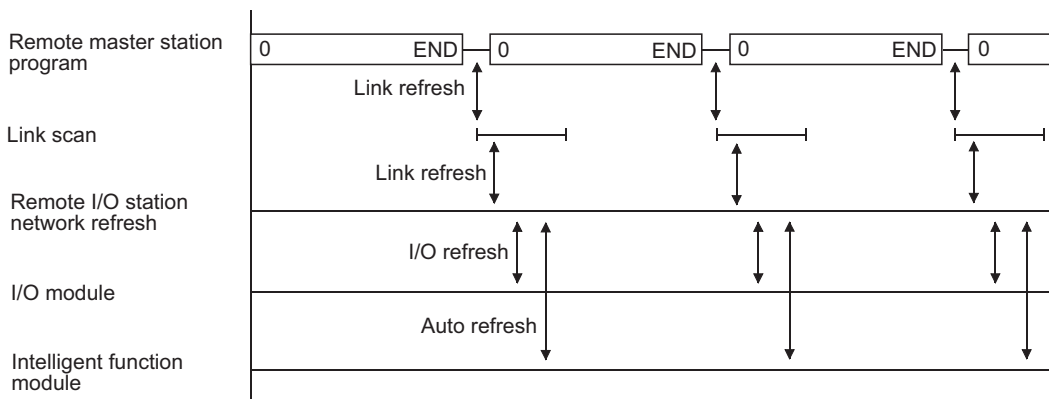 Remote master station
program
0 END 0 END 0 END 0
Link refresh
Link scan
Link refresh
Remote I/O station
network refresh
I/O refresh
I/O module
Auto refresh
Intelligent function
module